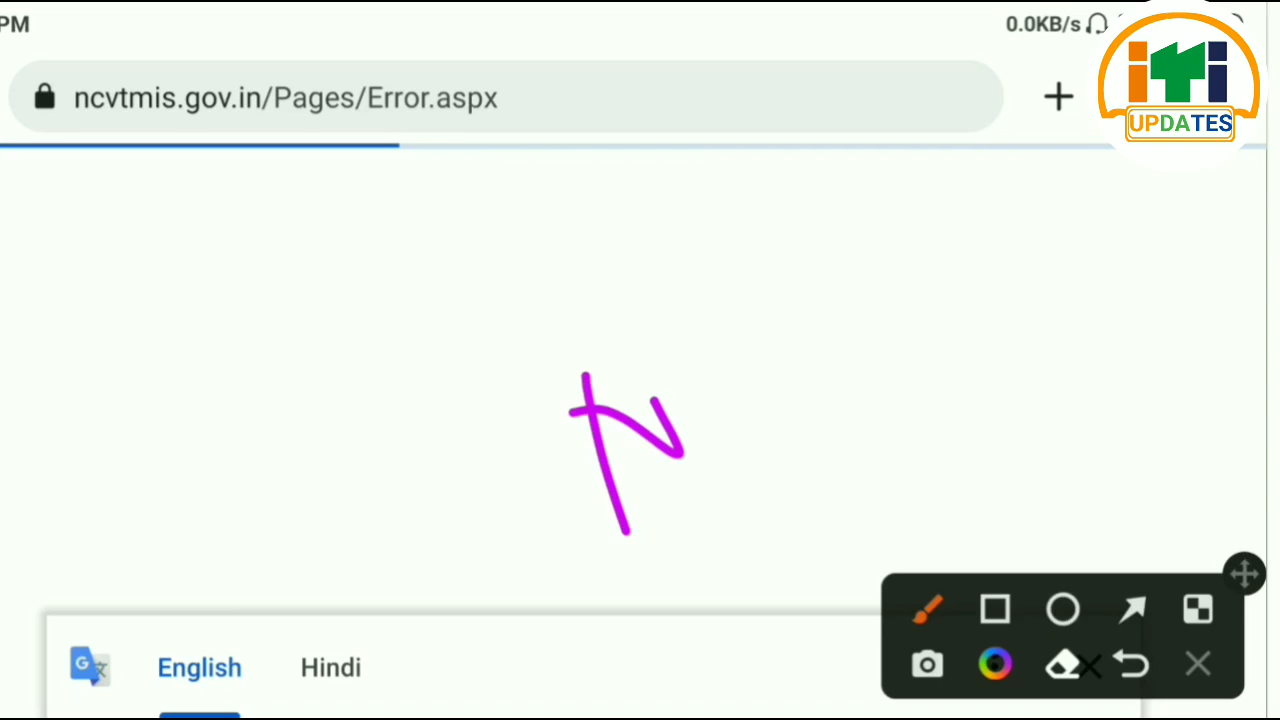 PM
0.0KB/s
iTi
UPDATES
ncvtmis.gov.in/Pages/Error.aspx
English Hindi